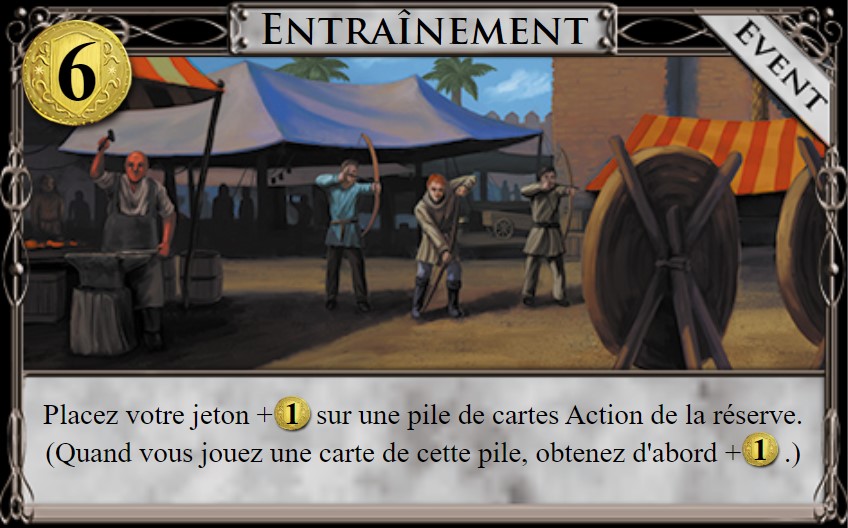 ENTRAÎNEMENT
6
EVENT
Placez votre jeton +1 sur une pile de cartes Action de la réserve.
(Quand vous jouez une carte de cette pile, obtenez d'abord +1 .)